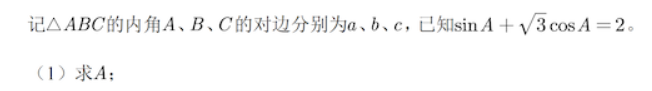 记△ABC的内角A、B、C的对边分别为a、b、c，已知sin A + √3 cos A = 2。
（1）求A；